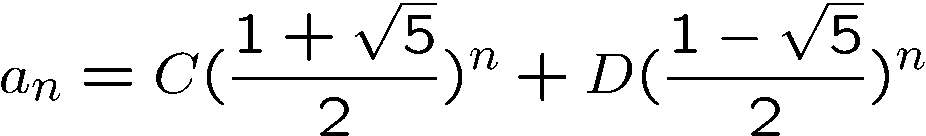 a_n = C(\frac{1+\sqrt{5}}{2})^n + D(\frac{1-\sqrt{5}}{2})^n